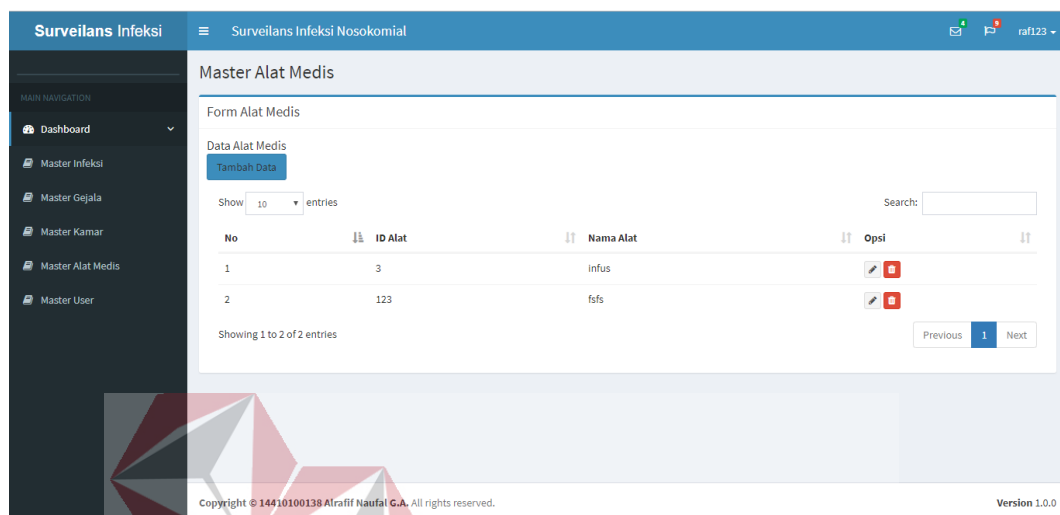 Surveilans Infeksi
Surveilans Infeksi Nosokomial
4
9
raf123
MAIN NAVIGATION
Dashboard
Master Infeksi
Master Gejala
Master Kamar
Master Alat Medis
Master User
Master Alat Medis
Form Alat Medis
Data Alat Medis
Tambah Data
Show 10 entries
Search:
No ID Alat Nama Alat Opsi
1 3 infus
2 123 fsfs
Showing 1 to 2 of 2 entries
Previous 1 Next
Copyright © 14410100138 Alrafif Naufal G.A. All rights reserved.
Version 1.0.0